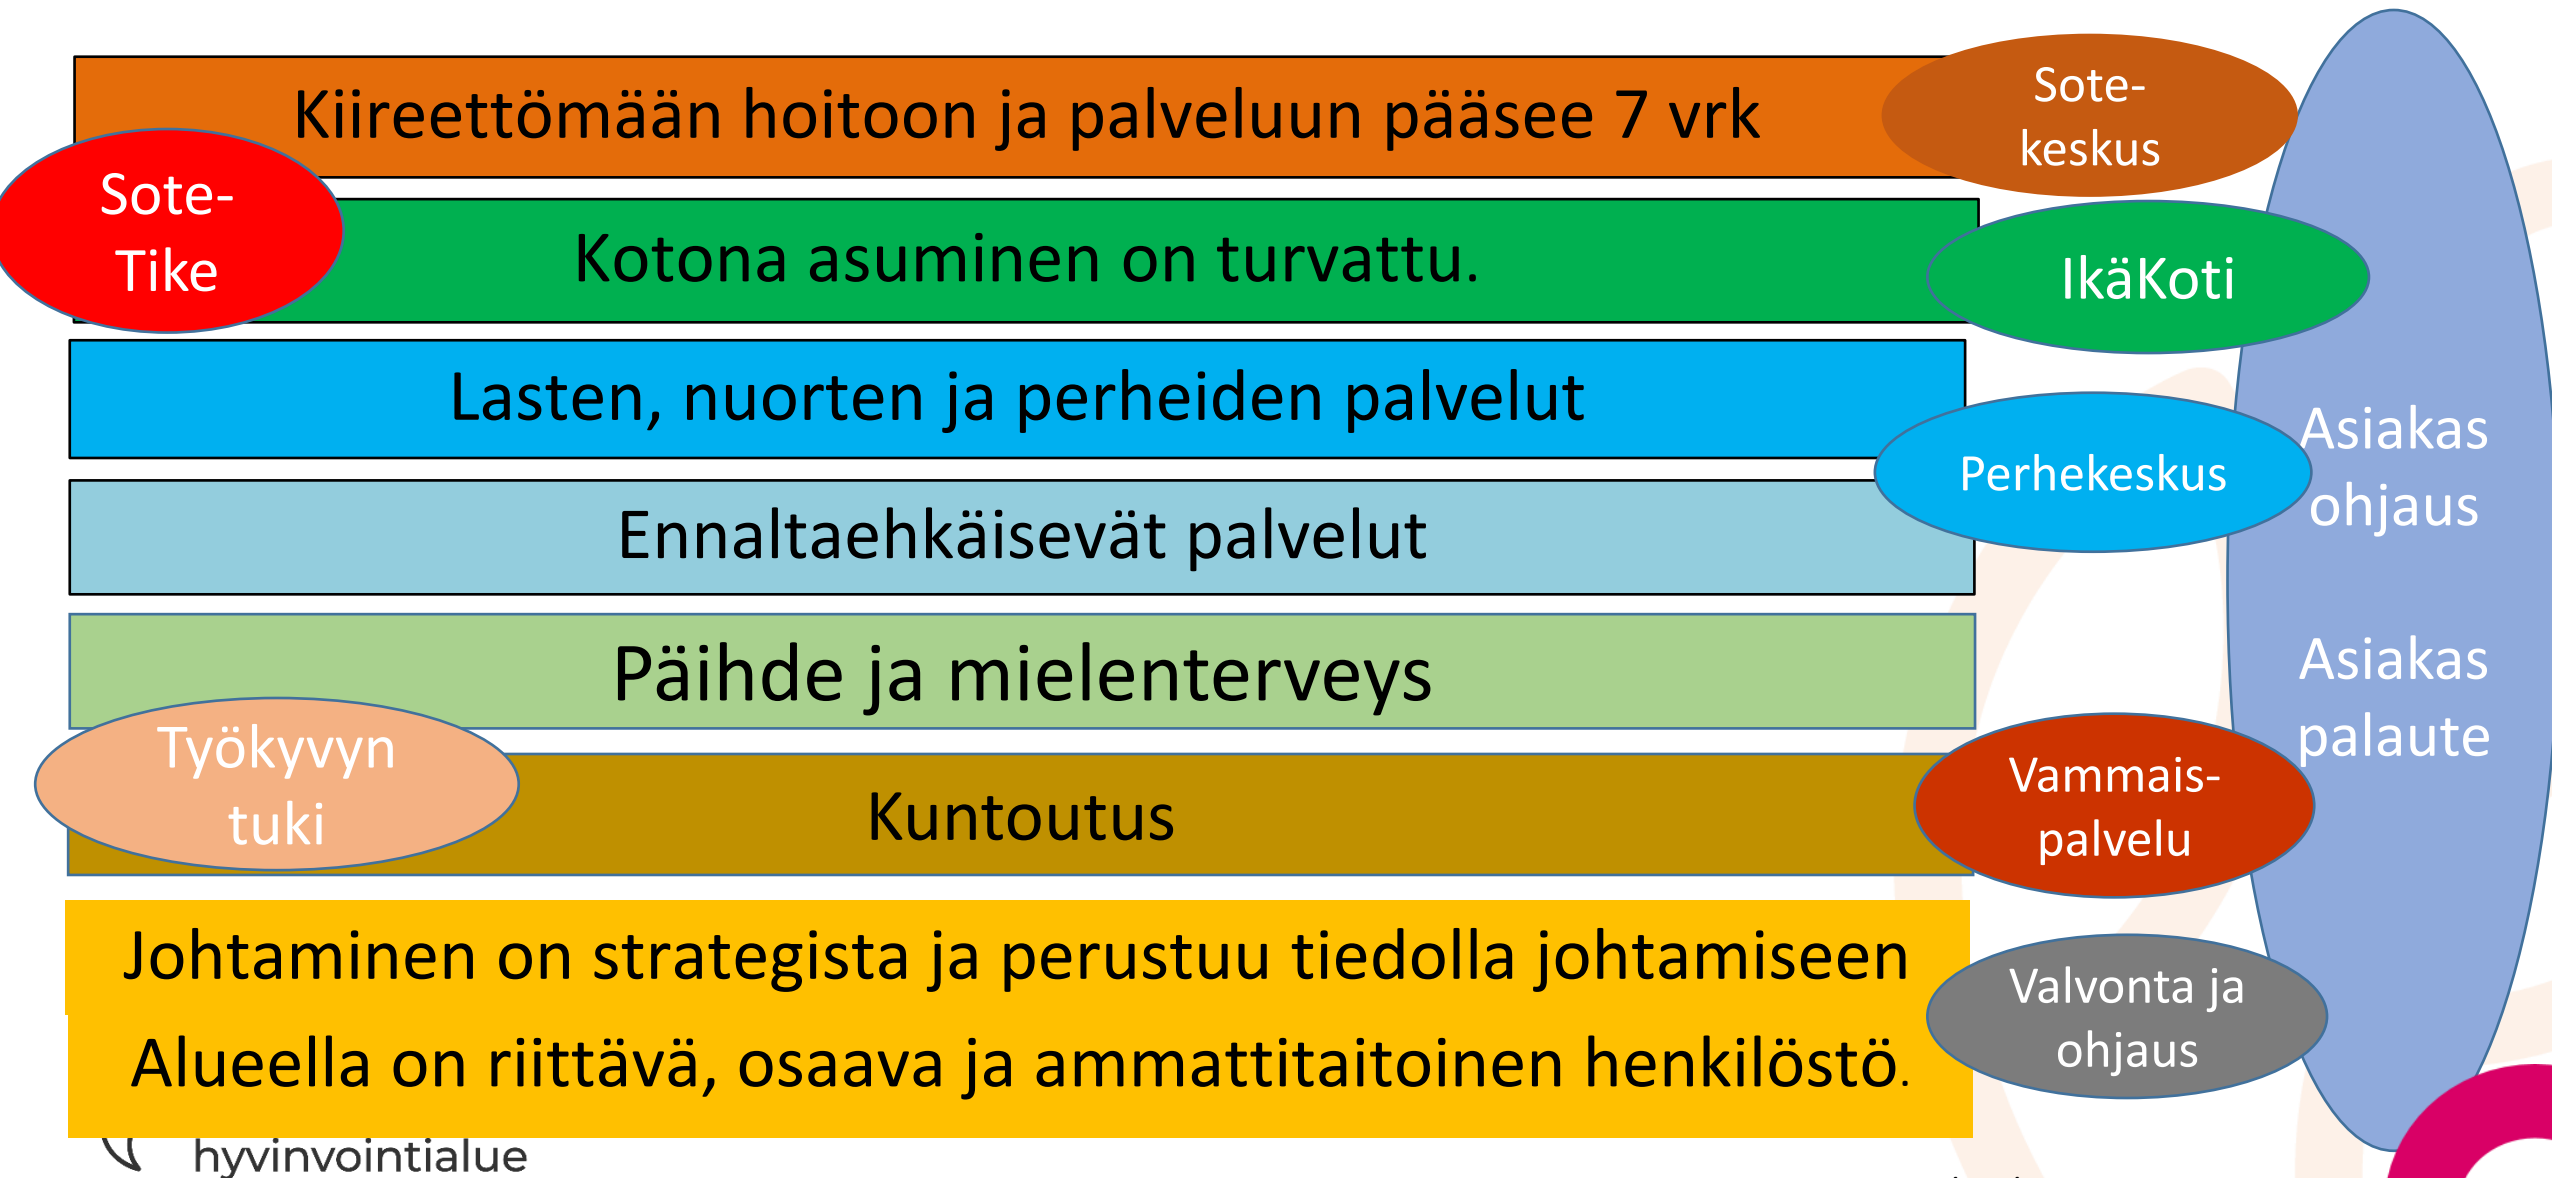 Kiireettömään hoitoon ja palveluun pääsee 7 vrk
Sote-
keskus
Sote-
Tike
Kotona asuminen on turvattu.
IkäKoti
Lasten, nuorten ja perheiden palvelut
Perhekeskus
Asiakas
ohjaus
Ennaltaehkäisevät palvelut
Päihde ja mielenterveys
Asiakas
palaute
Työkyvyn
tuki
Kuntoutus
Vammais-
palvelu
Johtaminen on strategista ja perustuu tiedolla johtamiseen
Valvonta ja
ohjaus
Alueella on riittävä, osaava ja ammattitaitoinen henkilöstö.
hyvinvointialue